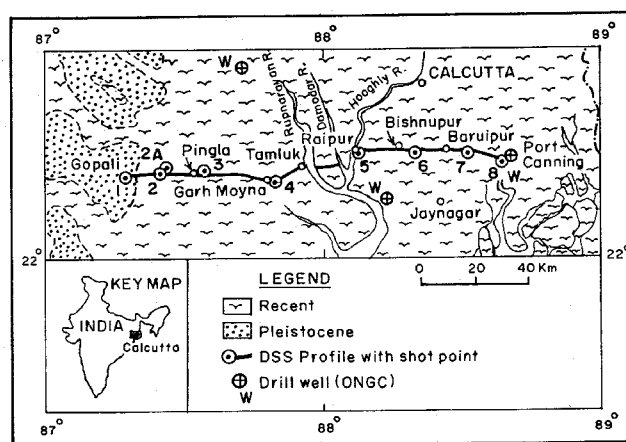 87°
88°
89°
W
Rupnarayan R.
Damodar R.
Hooghly R.
CALCUTTA
Bishnupur
Baruipur
Raipur
Tamluk
Pingla
2A
3
Gopali
Port Canning
1
2
Garh Moyna
4
5
6
7
8
W
W
Jaynagar
22°
22°
KEY MAP
INDIA
Calcutta
LEGEND
0 20 40 Km
Recent
Pleistocene
DSS Profile with shot point
Drill well (ONGC)
W
87°
88°
89°